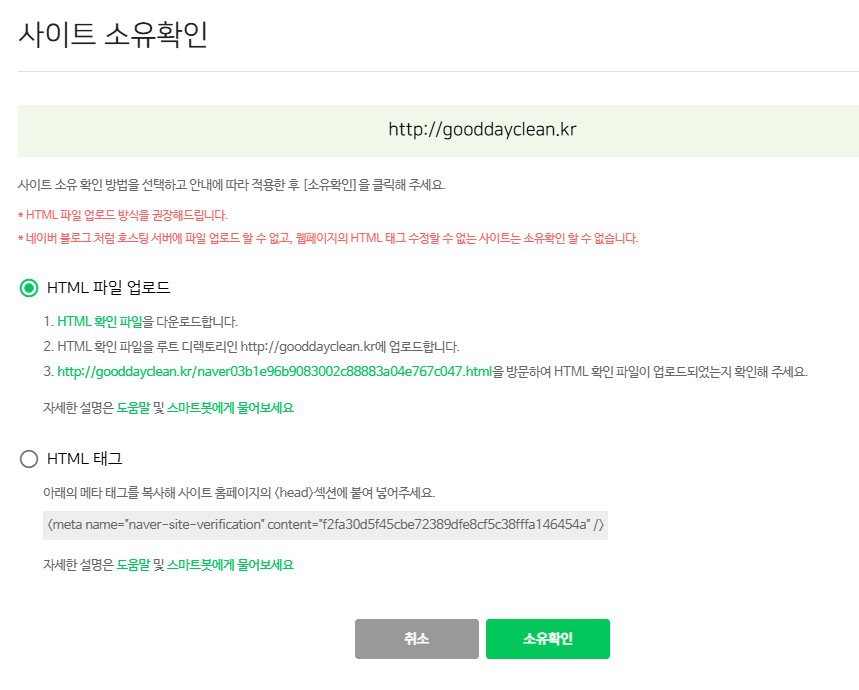 사이트 소유확인
http://gooddayclean.kr
사이트 소유 확인 방법을 선택하고 안내에 따라 적용한 후 [소유확인]을 클릭해 주세요.
* HTML 파일 업로드 방식을 권장해드립니다.
* 네이버 블로그 처럼 호스팅 서버에 파일 업로드 할 수 없고, 웹페이지의 HTML 태그 수정할 수 없는 사이트는 소유확인 할 수 없습니다.
HTML 파일 업로드
1. HTML 확인 파일을 다운로드합니다.
2. HTML 확인 파일을 루트 디렉토리인 http://gooddayclean.kr에 업로드합니다.
3. http://gooddayclean.kr/naver03b1e96b9083002c88883a04e767c047.html을 방문하여 HTML 확인 파일이 업로드되었는지 확인해 주세요.
자세한 설명은 도움말 및 스마트봇에게 물어보세요
HTML 태그
아래의 메타 태그를 복사해 사이트 홈페이지의 <head>섹션에 붙여 넣어주세요.
<meta name="naver-site-verification" content="f2fa30d5f45cbe72389dfe8cf5c38fffa146454a" />
자세한 설명은 도움말 및 스마트봇에게 물어보세요
취소 소유확인